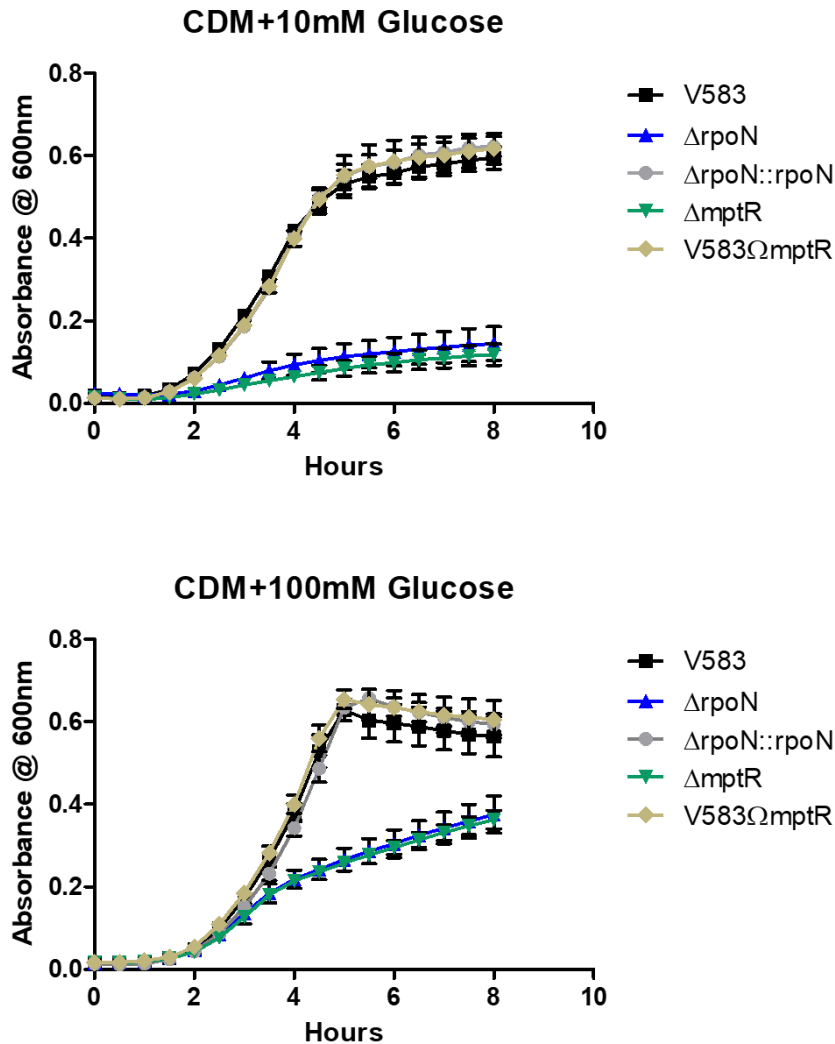 CDM+10mM Glucose
0.8
0.6
0.4
0.2
0.0
Absorbance @ 600nm
0 2 4 6 8 10
Hours
V583
ΔrpoN
ΔrpoN::rpoN
ΔmptR
V583ΩmptR
CDM+100mM Glucose
0.8
0.6
0.4
0.2
0.0
Absorbance @ 600nm
0 2 4 6 8 10
Hours
V583
ΔrpoN
ΔrpoN::rpoN
ΔmptR
V583ΩmptR